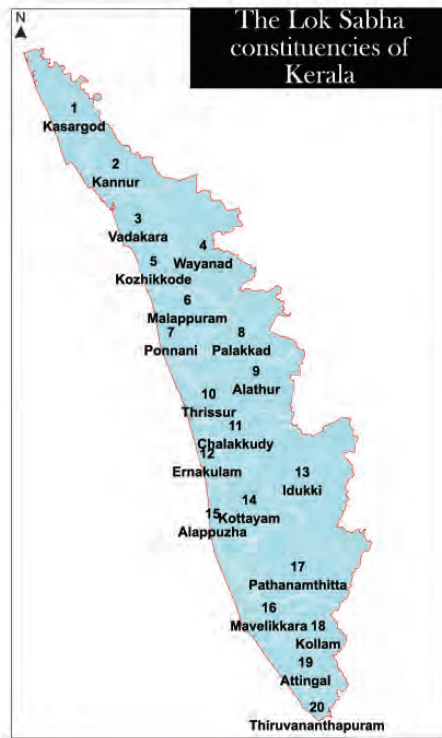 The Lok Sabha
constituencies of
Kerala
N
1
Kasargod
2
Kannur
3
Vadakara
4
Wayanad
5
Kozhikkode
6
Malappuram
7
Ponnani
8
Palakkad
9
Alathur
10
Thrissur
11
Chalakkudy
12
Ernakulam
13
Idukki
14
Kottayam
15
Alappuzha
17
Pathanamthitta
16
Mavelikkara
18
Kollam
19
Attingal
20
Thiruvananthapuram